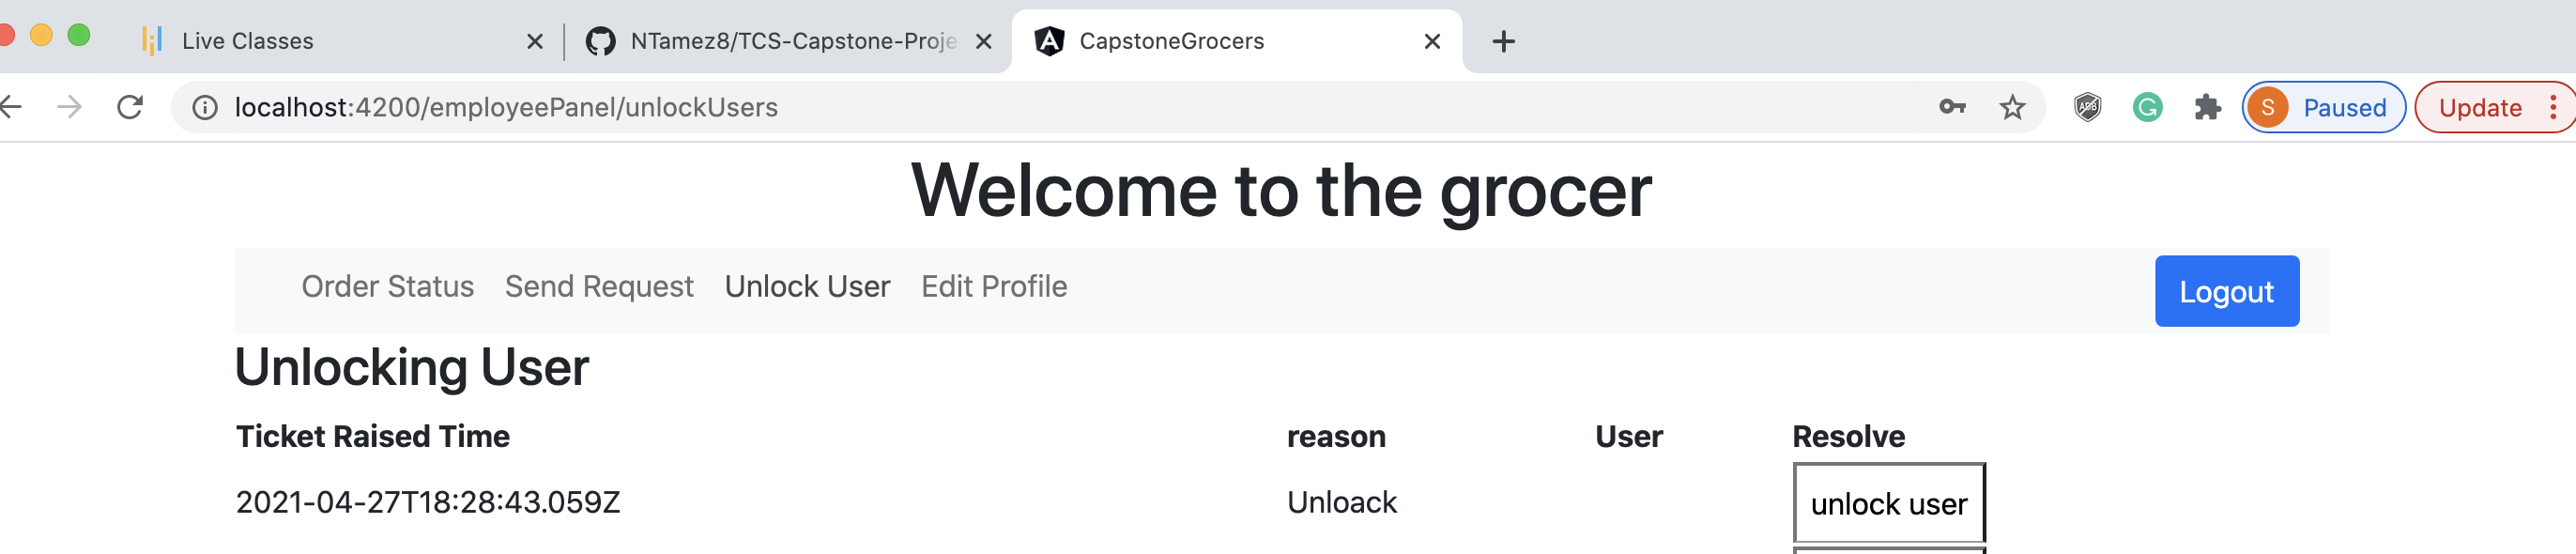 Live Classes
NTamez8/TCS-Capstone-Proje
CapstoneGrocers
localhost:4200/employeePanel/unlockUsers
ADB
G
S
Paused
Update
Welcome to the grocer
Order Status Send Request Unlock User Edit Profile Logout
Unlocking User
Ticket Raised Time reason User Resolve
2021-04-27T18:28:43.059Z Unloack unlock user